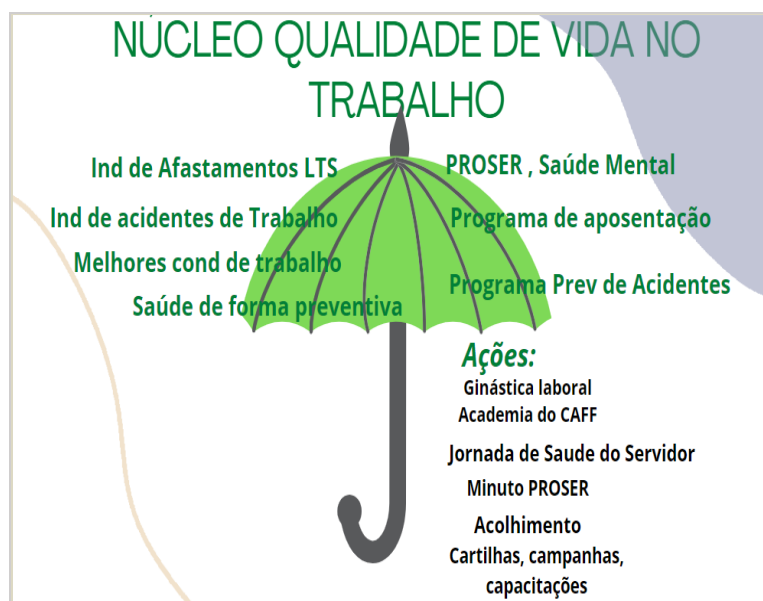 NÚCLEO QUALIDADE DE VIDA NO
TRABALHO
Ind de Afastamentos LTS
Ind de acidentes de Trabalho
Melhores cond de trabalho
Saúde de forma preventiva
PROSER , Saúde Mental
Programa de aposentação
Programa Prev de Acidentes
Ações:
Ginástica laboral
Academia do CAFF
Jornada de Saude do Servidor
Minuto PROSER
Acolhimento
Cartilhas, campanhas,
capacitações